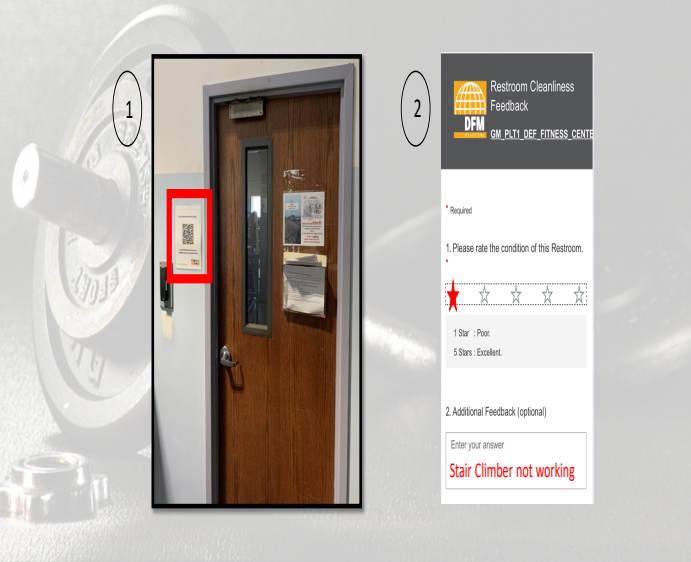 1
2
Restroom Cleanliness
Feedback
DFM
GM_PLT1_DEF_FITNESS_CENTE
* Required
1. Please rate the condition of this Restroom.
*
1 Star : Poor.
5 Stars : Excellent.
2. Additional Feedback (optional)
Enter your answer
Stair Climber not working